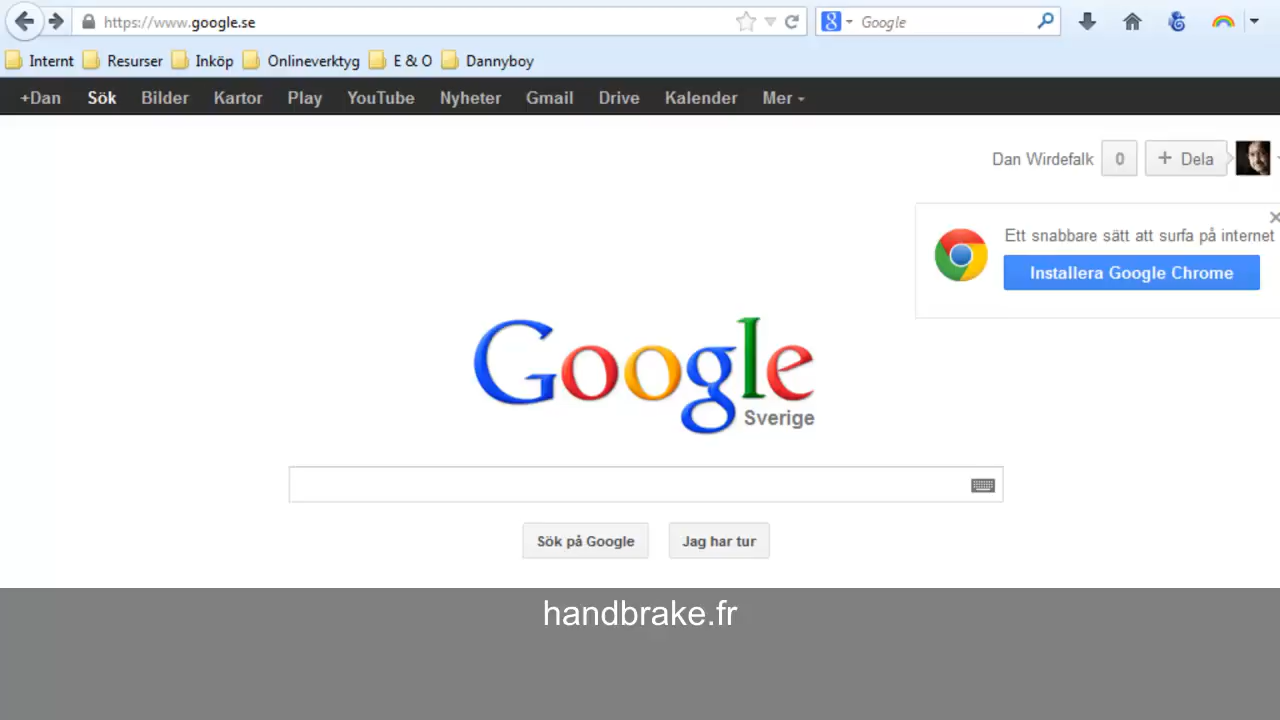 https://www.google.se
Google
Internt Resurser Inköp Onlineverktyg E & O Dannyboy
+Dan Sök Bilder Kartor Play YouTube Nyheter Gmail Drive Kalender Mer
Dan Wirdefalk 0 + Dela
Ett snabbare sätt att surfa på internet
Installera Google Chrome
Google
Sverige
Sök på Google Jag har tur
handbrake.fr